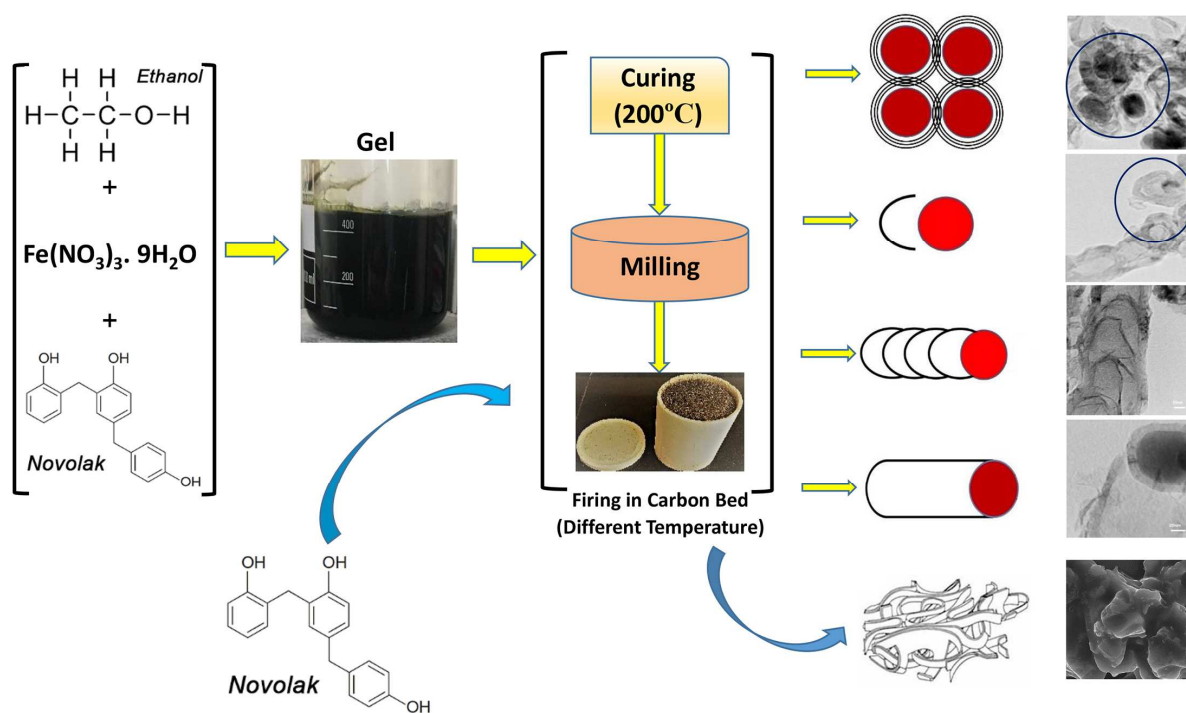 Ethanol
H H
H-C-C-O-H
H H
+
Fe(NO₃)₃. 9H₂O
+
OH OH
Novolak
OH
Gel
400
200
Curing
(200°C)
Milling
Firing in Carbon Bed
(Different Temperature)
OH OH
Novolak
OH